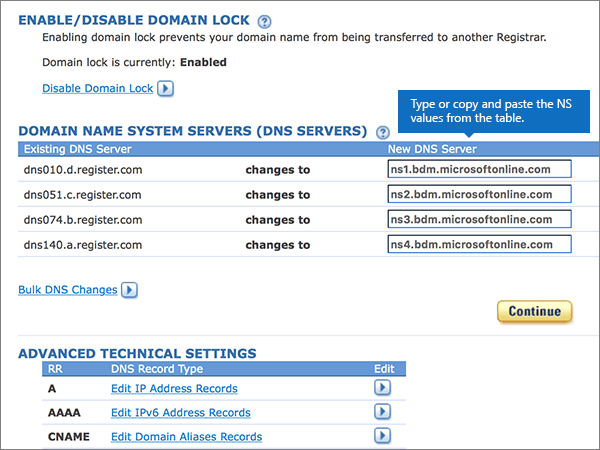 ENABLE/DISABLE DOMAIN LOCK ?
Enabling domain lock prevents your domain name from being transferred to another Registrar.
Domain lock is currently: Enabled
Disable Domain Lock
Type or copy and paste the NS
values from the table.
DOMAIN NAME SYSTEM SERVERS (DNS SERVERS) ?
Existing DNS Server New DNS Server
dns010.d.register.com changes to ns1.bdm.microsoftonline.com
dns051.c.register.com changes to ns2.bdm.microsoftonline.com
dns074.b.register.com changes to ns3.bdm.microsoftonline.com
dns140.a.register.com changes to ns4.bdm.microsoftonline.com
Bulk DNS Changes
Continue
ADVANCED TECHNICAL SETTINGS
RR DNS Record Type Edit
A Edit IP Address Records
AAAA Edit IPv6 Address Records
CNAME Edit Domain Aliases Records